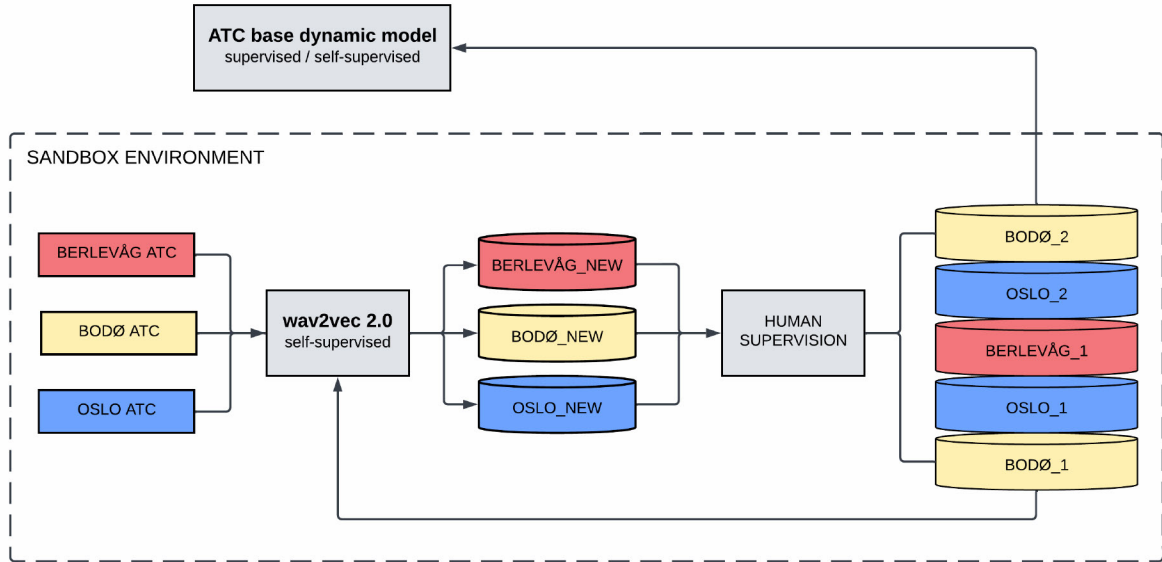 ATC base dynamic model
supervised / self-supervised
SANDBOX ENVIRONMENT
BERLEVÅG ATC
BODØ ATC
OSLO ATC
wav2vec 2.0
self-supervised
BERLEVÅG_NEW
BODØ_NEW
OSLO_NEW
HUMAN
SUPERVISION
BODØ_2
OSLO_2
BERLEVÅG_1
OSLO_1
BODØ_1